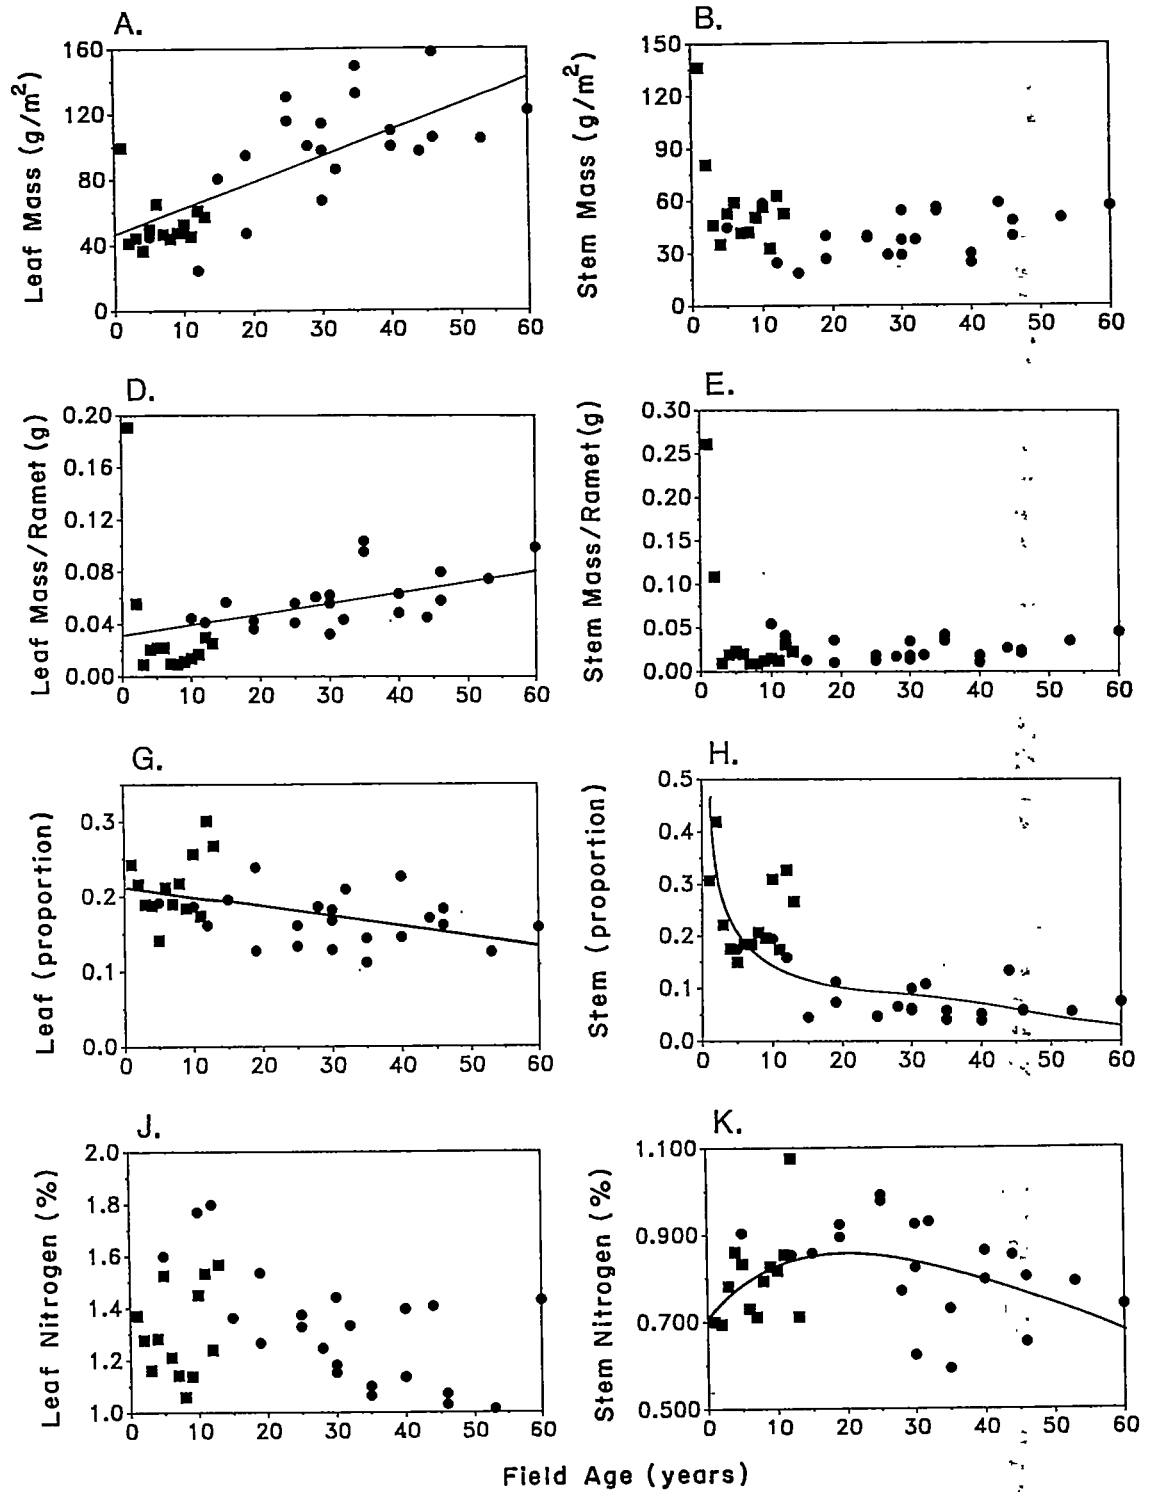 A.
Leaf Mass (g/m²)
160
120
80
40
0
0 10 20 30 40 50 60
B.
Stem Mass (g/m²)
150
120
90
60
30
0
0 10 20 30 40 50 60
D.
Leaf Mass/Ramet (g)
0.20
0.16
0.12
0.08
0.04
0.00
0 10 20 30 40 50 60
E.
Stem Mass/Ramet (g)
0.30
0.25
0.20
0.15
0.10
0.05
0.00
0 10 20 30 40 50 60
G.
Leaf (proportion)
0.3
0.2
0.1
0.0
0 10 20 30 40 50 60
H.
Stem (proportion)
0.5
0.4
0.3
0.2
0.1
0.0
0 10 20 30 40 50 60
J.
Leaf Nitrogen (%)
2.0
1.8
1.6
1.4
1.2
1.0
0 10 20 30 40 50 60
K.
Stem Nitrogen (%)
1.100
0.900
0.700
0.500
0 10 20 30 40 50 60
Field Age (years)